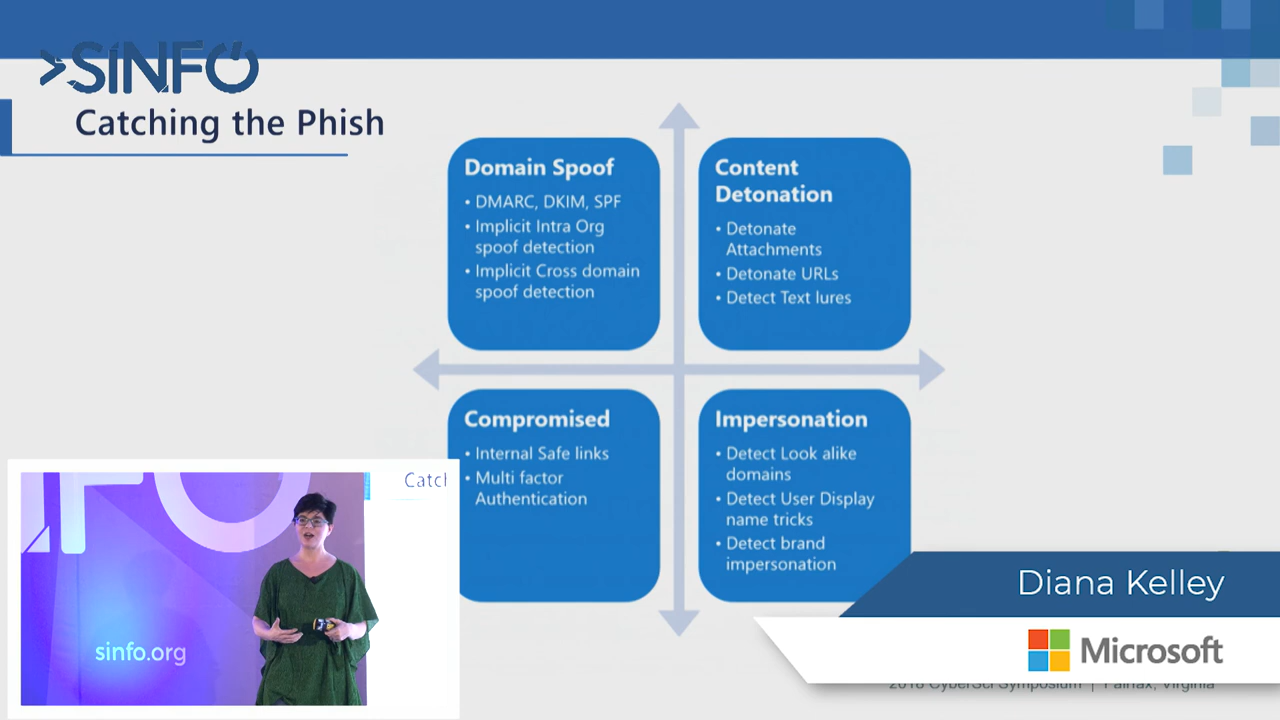 SINFO
Catching the Phish
Domain Spoof
• DMARC, DKIM, SPF
• Implicit Intra Org
spoof detection
• Implicit Cross domain
spoof detection
Content
Detonation
• Detonate
Attachments
• Detonate URLs
• Detect Text lures
Compromised
• Internal Safe links
• Multi factor
Authentication
Impersonation
• Detect Look alike
domains
• Detect User Display
name tricks
• Detect brand
impersonation
Catch
sinfo.org
Diana Kelley
Microsoft
2018 CyberSci Symposium | Fairfax, Virginia